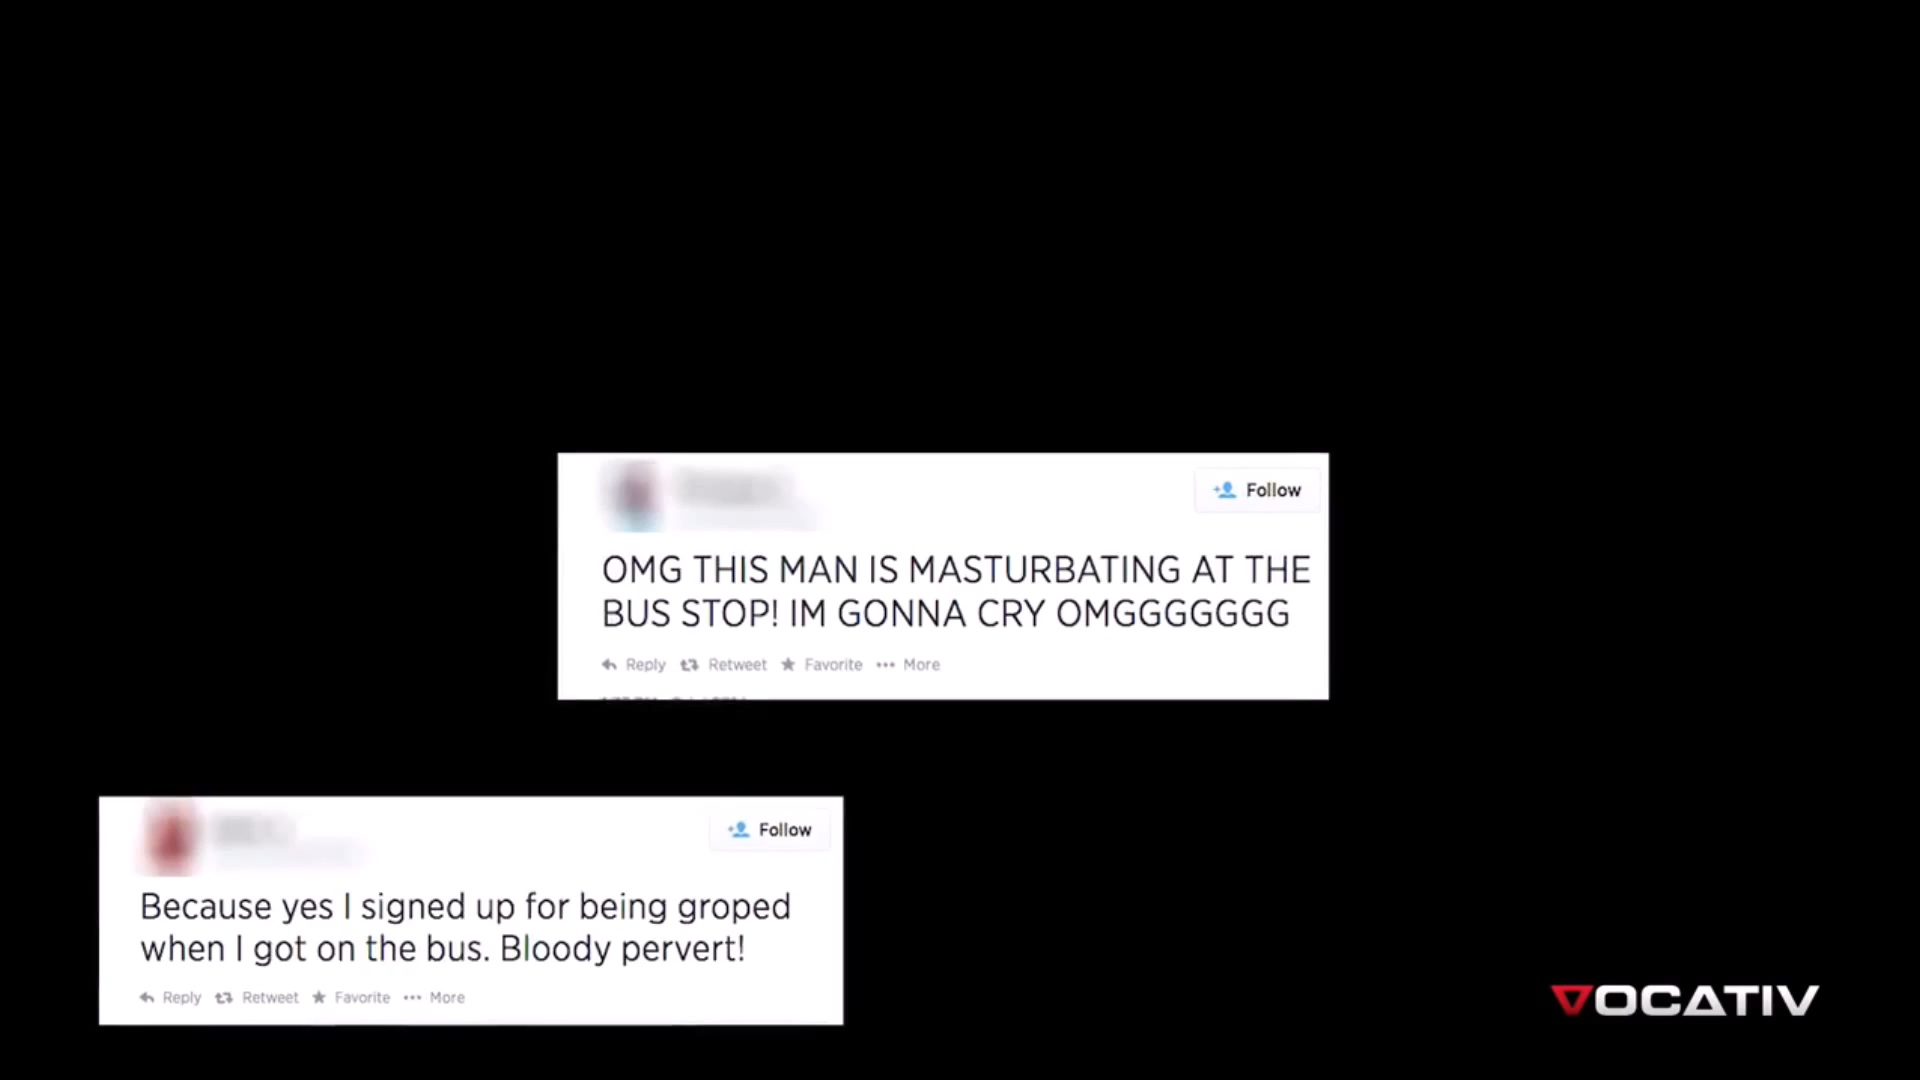 Follow
OMG THIS MAN IS MASTURBATING AT THE
BUS STOP! IM GONNA CRY OMGGGGGGG
Reply Retweet Favorite More
Follow
Because yes I signed up for being groped
when I got on the bus. Bloody pervert!
Reply Retweet Favorite More
VOCATIV